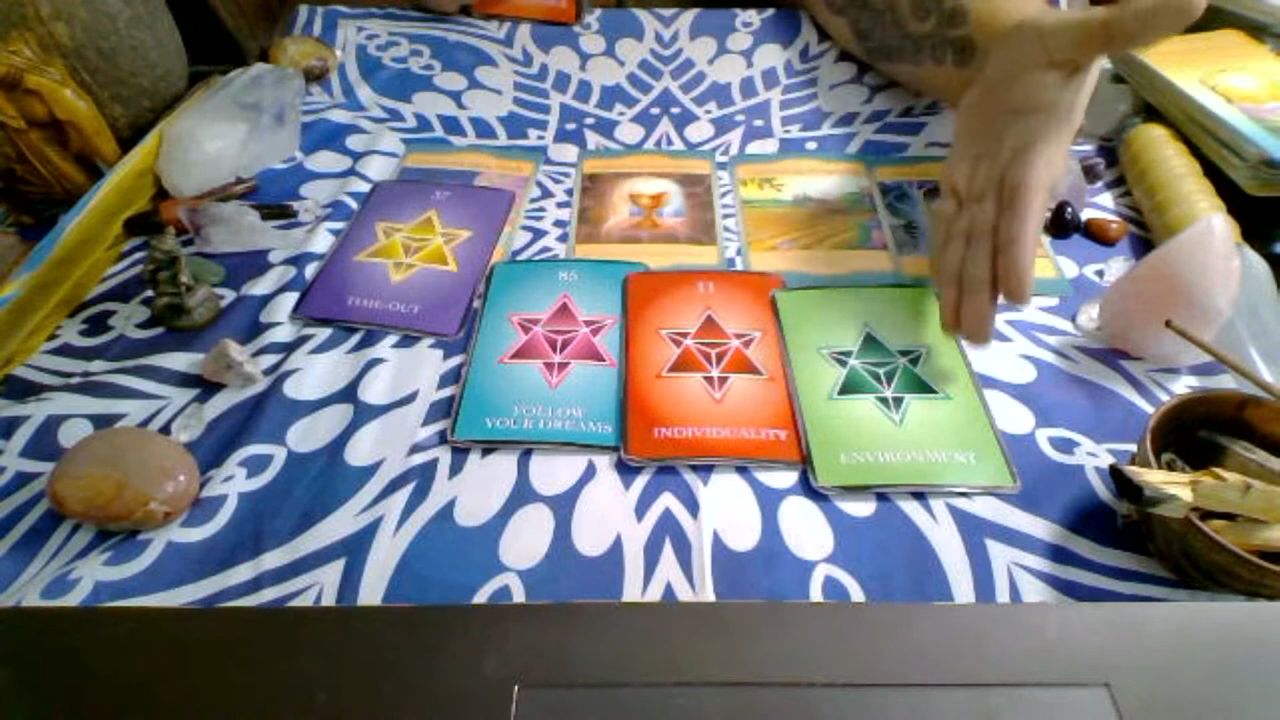 TIME-OUT
85
FOLLOW
YOUR DREAMS
11
INDIVIDUALITY
ENVIRONMENT